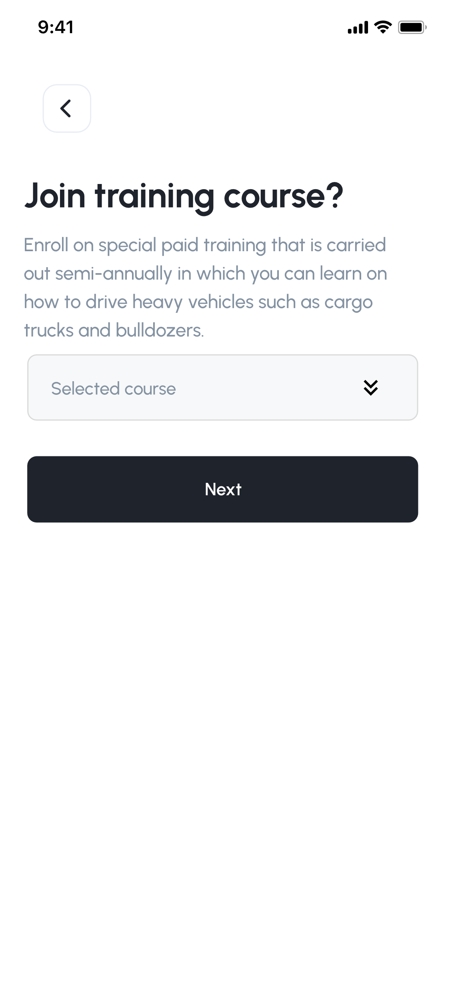 9:41
Join training course?
Enroll on special paid training that is carried
out semi-annually in which you can learn on
how to drive heavy vehicles such as cargo
trucks and bulldozers.
Selected course
Next